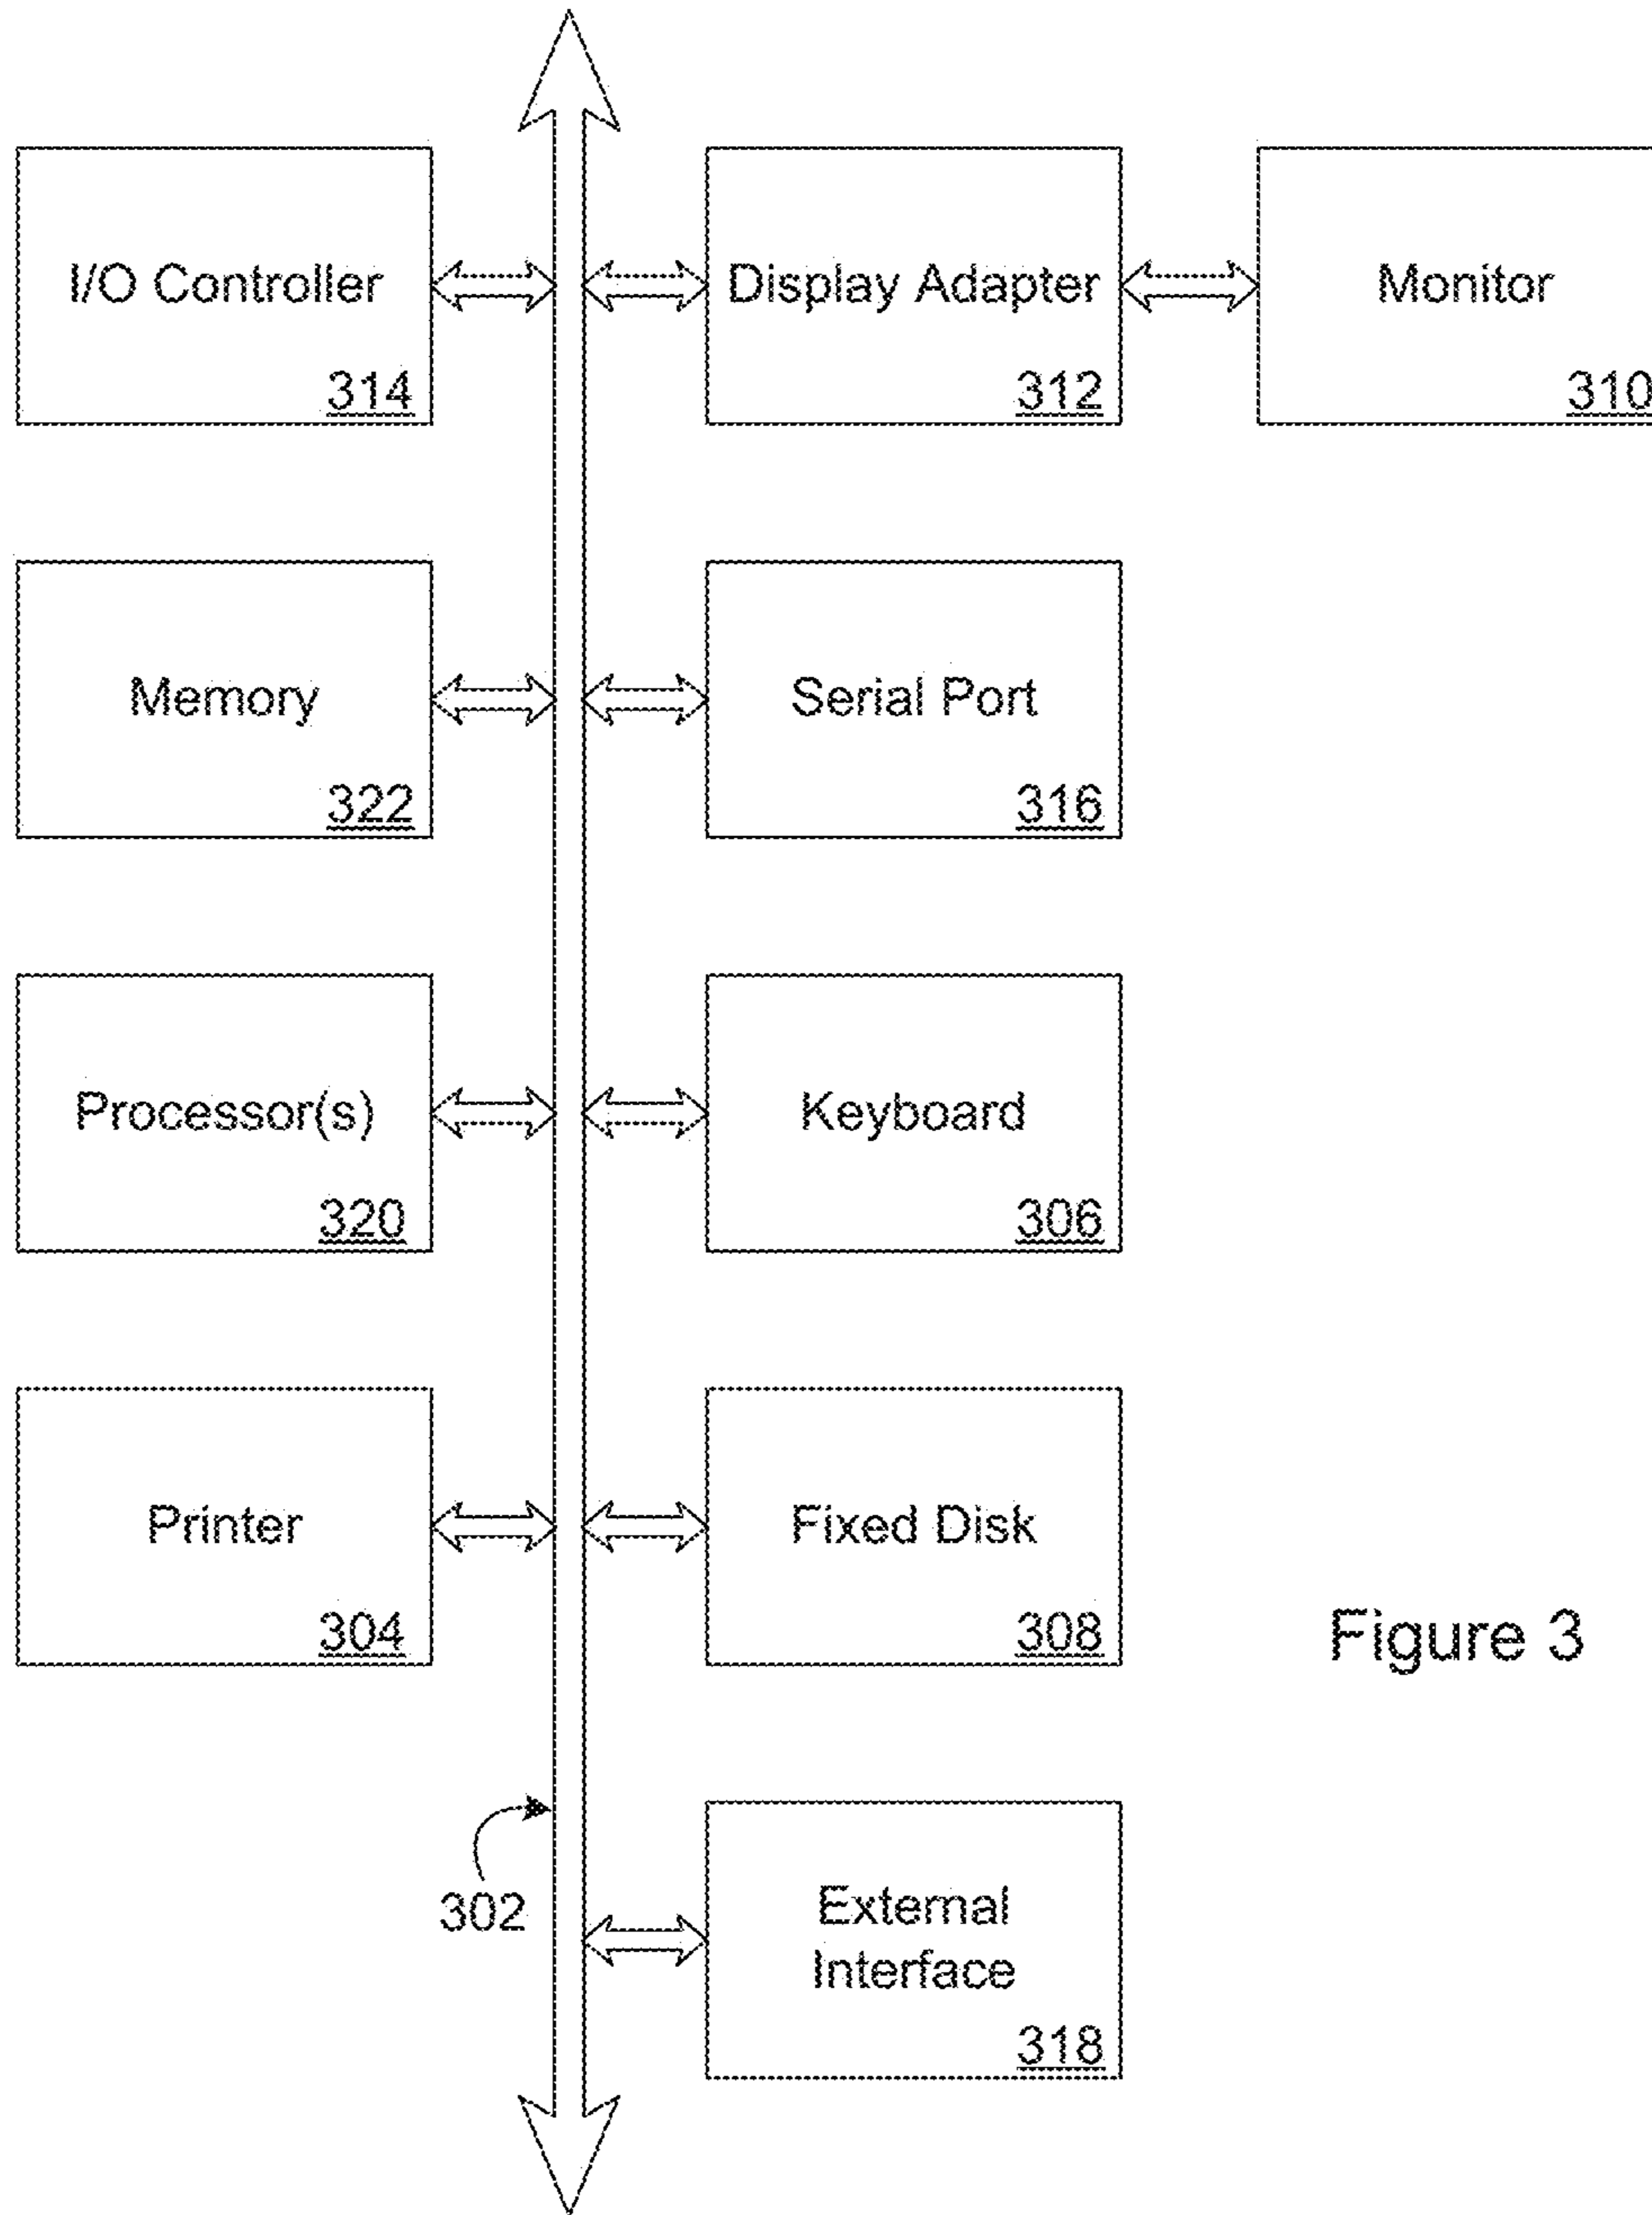 I/O Controller
314
Display Adapter
312
Monitor
310
Memory
322
Serial Port
316
Processor(s)
320
Keyboard
306
Printer
304
Fixed Disk
308
Figure 3
302
External
Interface
318